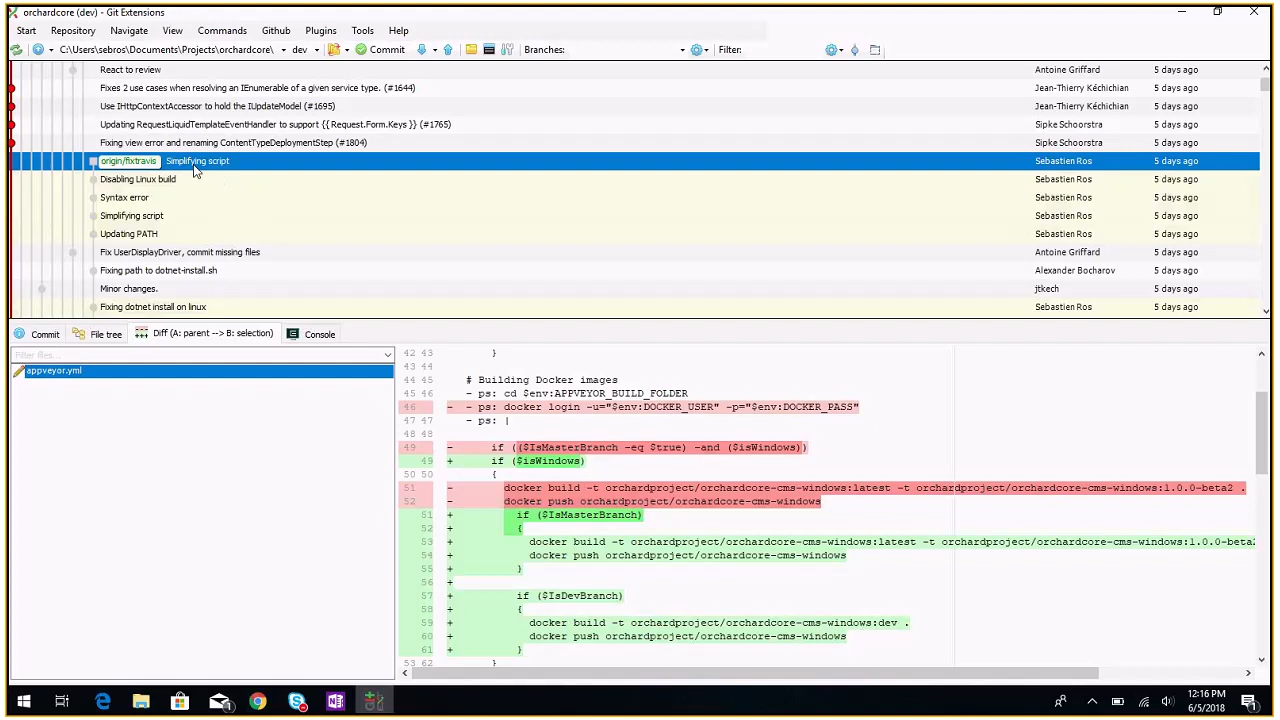 orchardcore (dev) - Git Extensions
Start Repository Navigate View Commands Github Plugins Tools Help
C:\Users\sebros\Documents\Projects\orchardcore\ dev Commit Branches: Filter:
React to review Antoine Griffard 5 days ago
Fixes 2 use cases when resolving an IEnumerable of a given service type. (#1644) Jean-Thierry Kéchichian 5 days ago
Use IHttpContextAccessor to hold the IUpdateModel (#1695) Jean-Thierry Kéchichian 5 days ago
Updating RequestLiquidTemplateEventHandler to support {{ Request.Form.Keys }} (#1765) Sipke Schoorstra 5 days ago
Fixing view error and renaming ContentTypeDeploymentStep (#1804) Sipke Schoorstra 5 days ago
origin/fixtravis Simplifying script Sebastien Ros 5 days ago
Disabling Linux build Sebastien Ros 5 days ago
Syntax error Sebastien Ros 5 days ago
Simplifying script Sebastien Ros 5 days ago
Updating PATH Sebastien Ros 5 days ago
Fix UserDisplayDriver, commit missing files Antoine Griffard 5 days ago
Fixing path to dotnet-install.sh Alexander Bocharov 5 days ago
Minor changes. jtkech 5 days ago
Fixing dotnet install on linux Sebastien Ros 5 days ago
Commit File tree Diff (A: parent --> B: selection) Console
Filter files...
appveyor.yml
42 43 }
43 44
44 45 # Building Docker images
45 46 - ps: cd $env:APPVEYOR_BUILD_FOLDER
46 - - ps: docker login -u="$env:DOCKER_USER" -p="$env:DOCKER_PASS"
47 47 - ps: |
48 48
49 - if (($IsMasterBranch -eq $true) -and ($isWindows))
49 + if ($isWindows)
50 50 {
51 - docker build -t orchardproject/orchardcore-cms-windows:latest -t orchardproject/orchardcore-cms-windows:1.0.0-beta2 .
52 - docker push orchardproject/orchardcore-cms-windows
51 + if ($IsMasterBranch)
52 + {
53 + docker build -t orchardproject/orchardcore-cms-windows:latest -t orchardproject/orchardcore-cms-windows:1.0.0-beta2
54 + docker push orchardproject/orchardcore-cms-windows
55 + }
56 +
57 + if ($IsDevBranch)
58 + {
59 + docker build -t orchardproject/orchardcore-cms-windows:dev .
60 + docker push orchardproject/orchardcore-cms-windows
61 + }
53 62 }
12:16 PM
6/5/2018